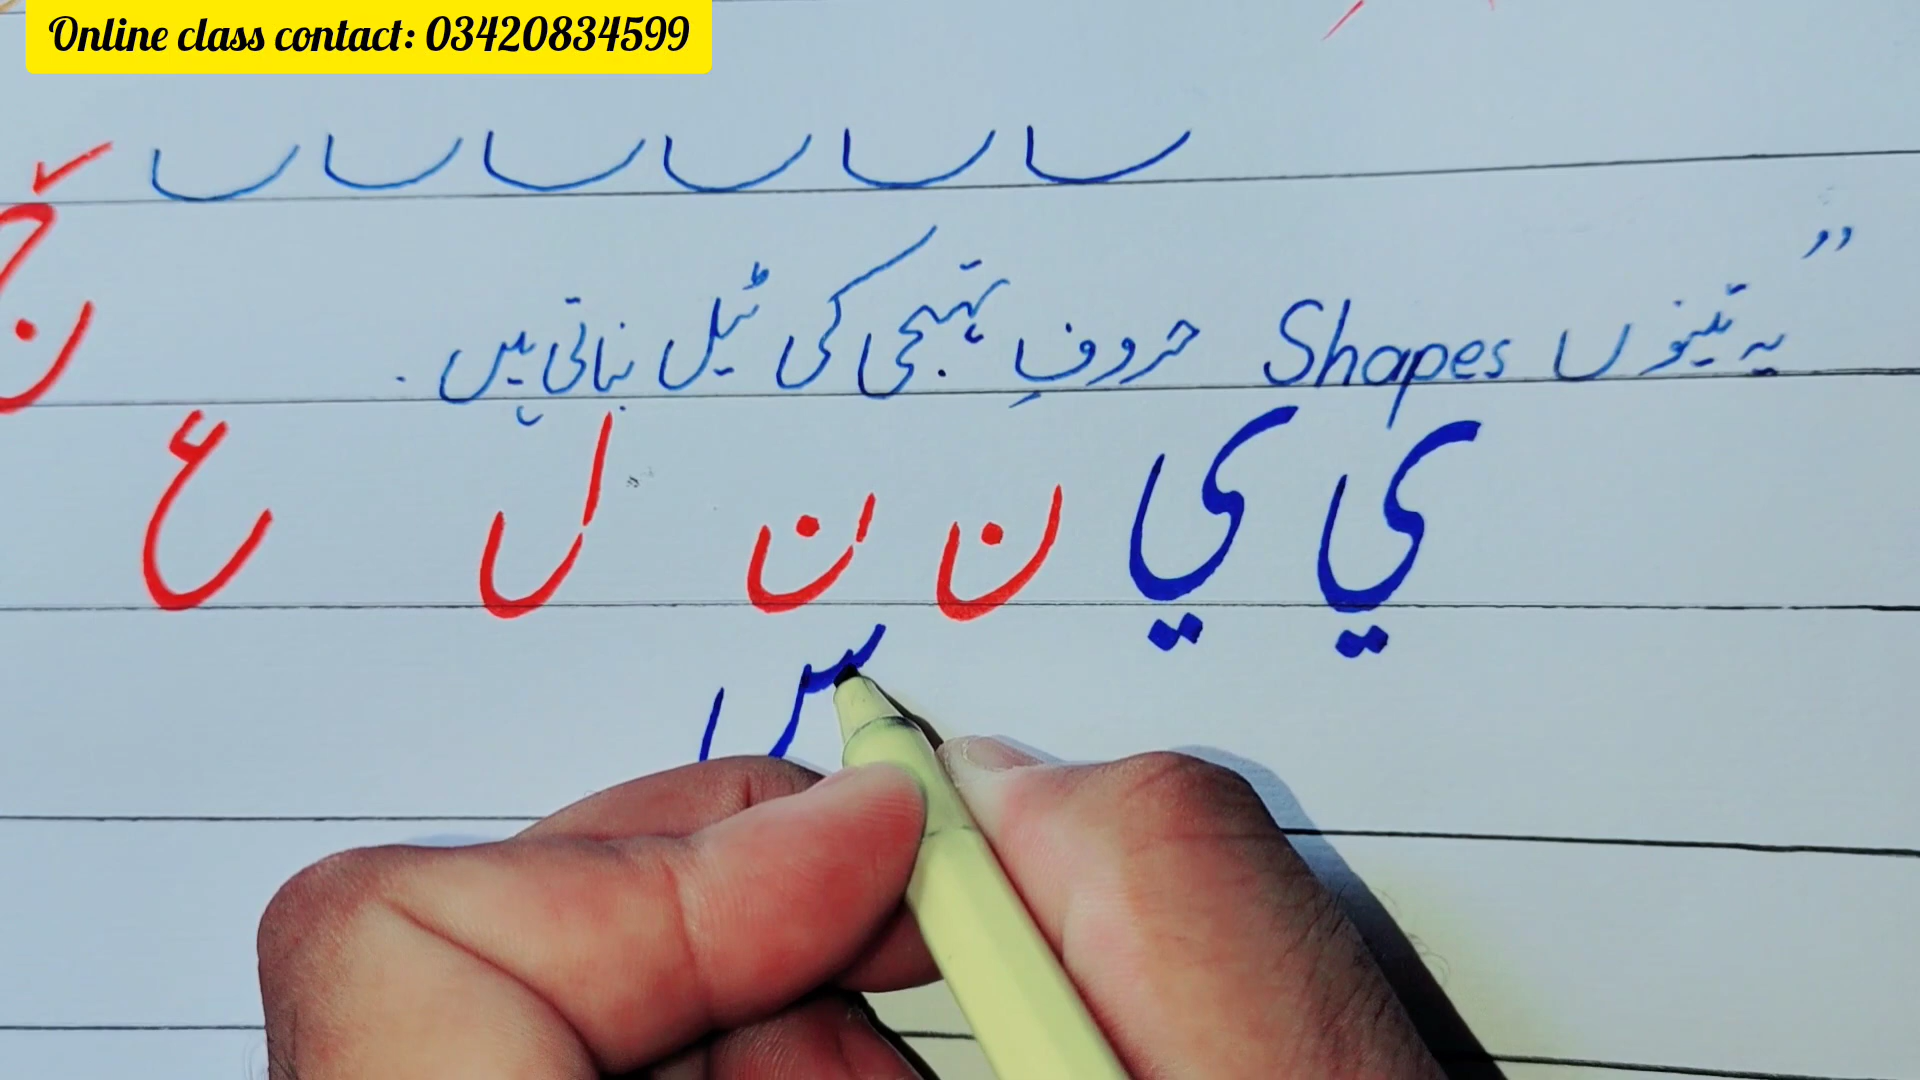 Online class contact: 03420834599
ں ں ں ں ں ں
”یہ تینوں Shapes حروفِ تہجی کی ٹیل بناتی ہیں.
ي ي ن ن ل ع
س